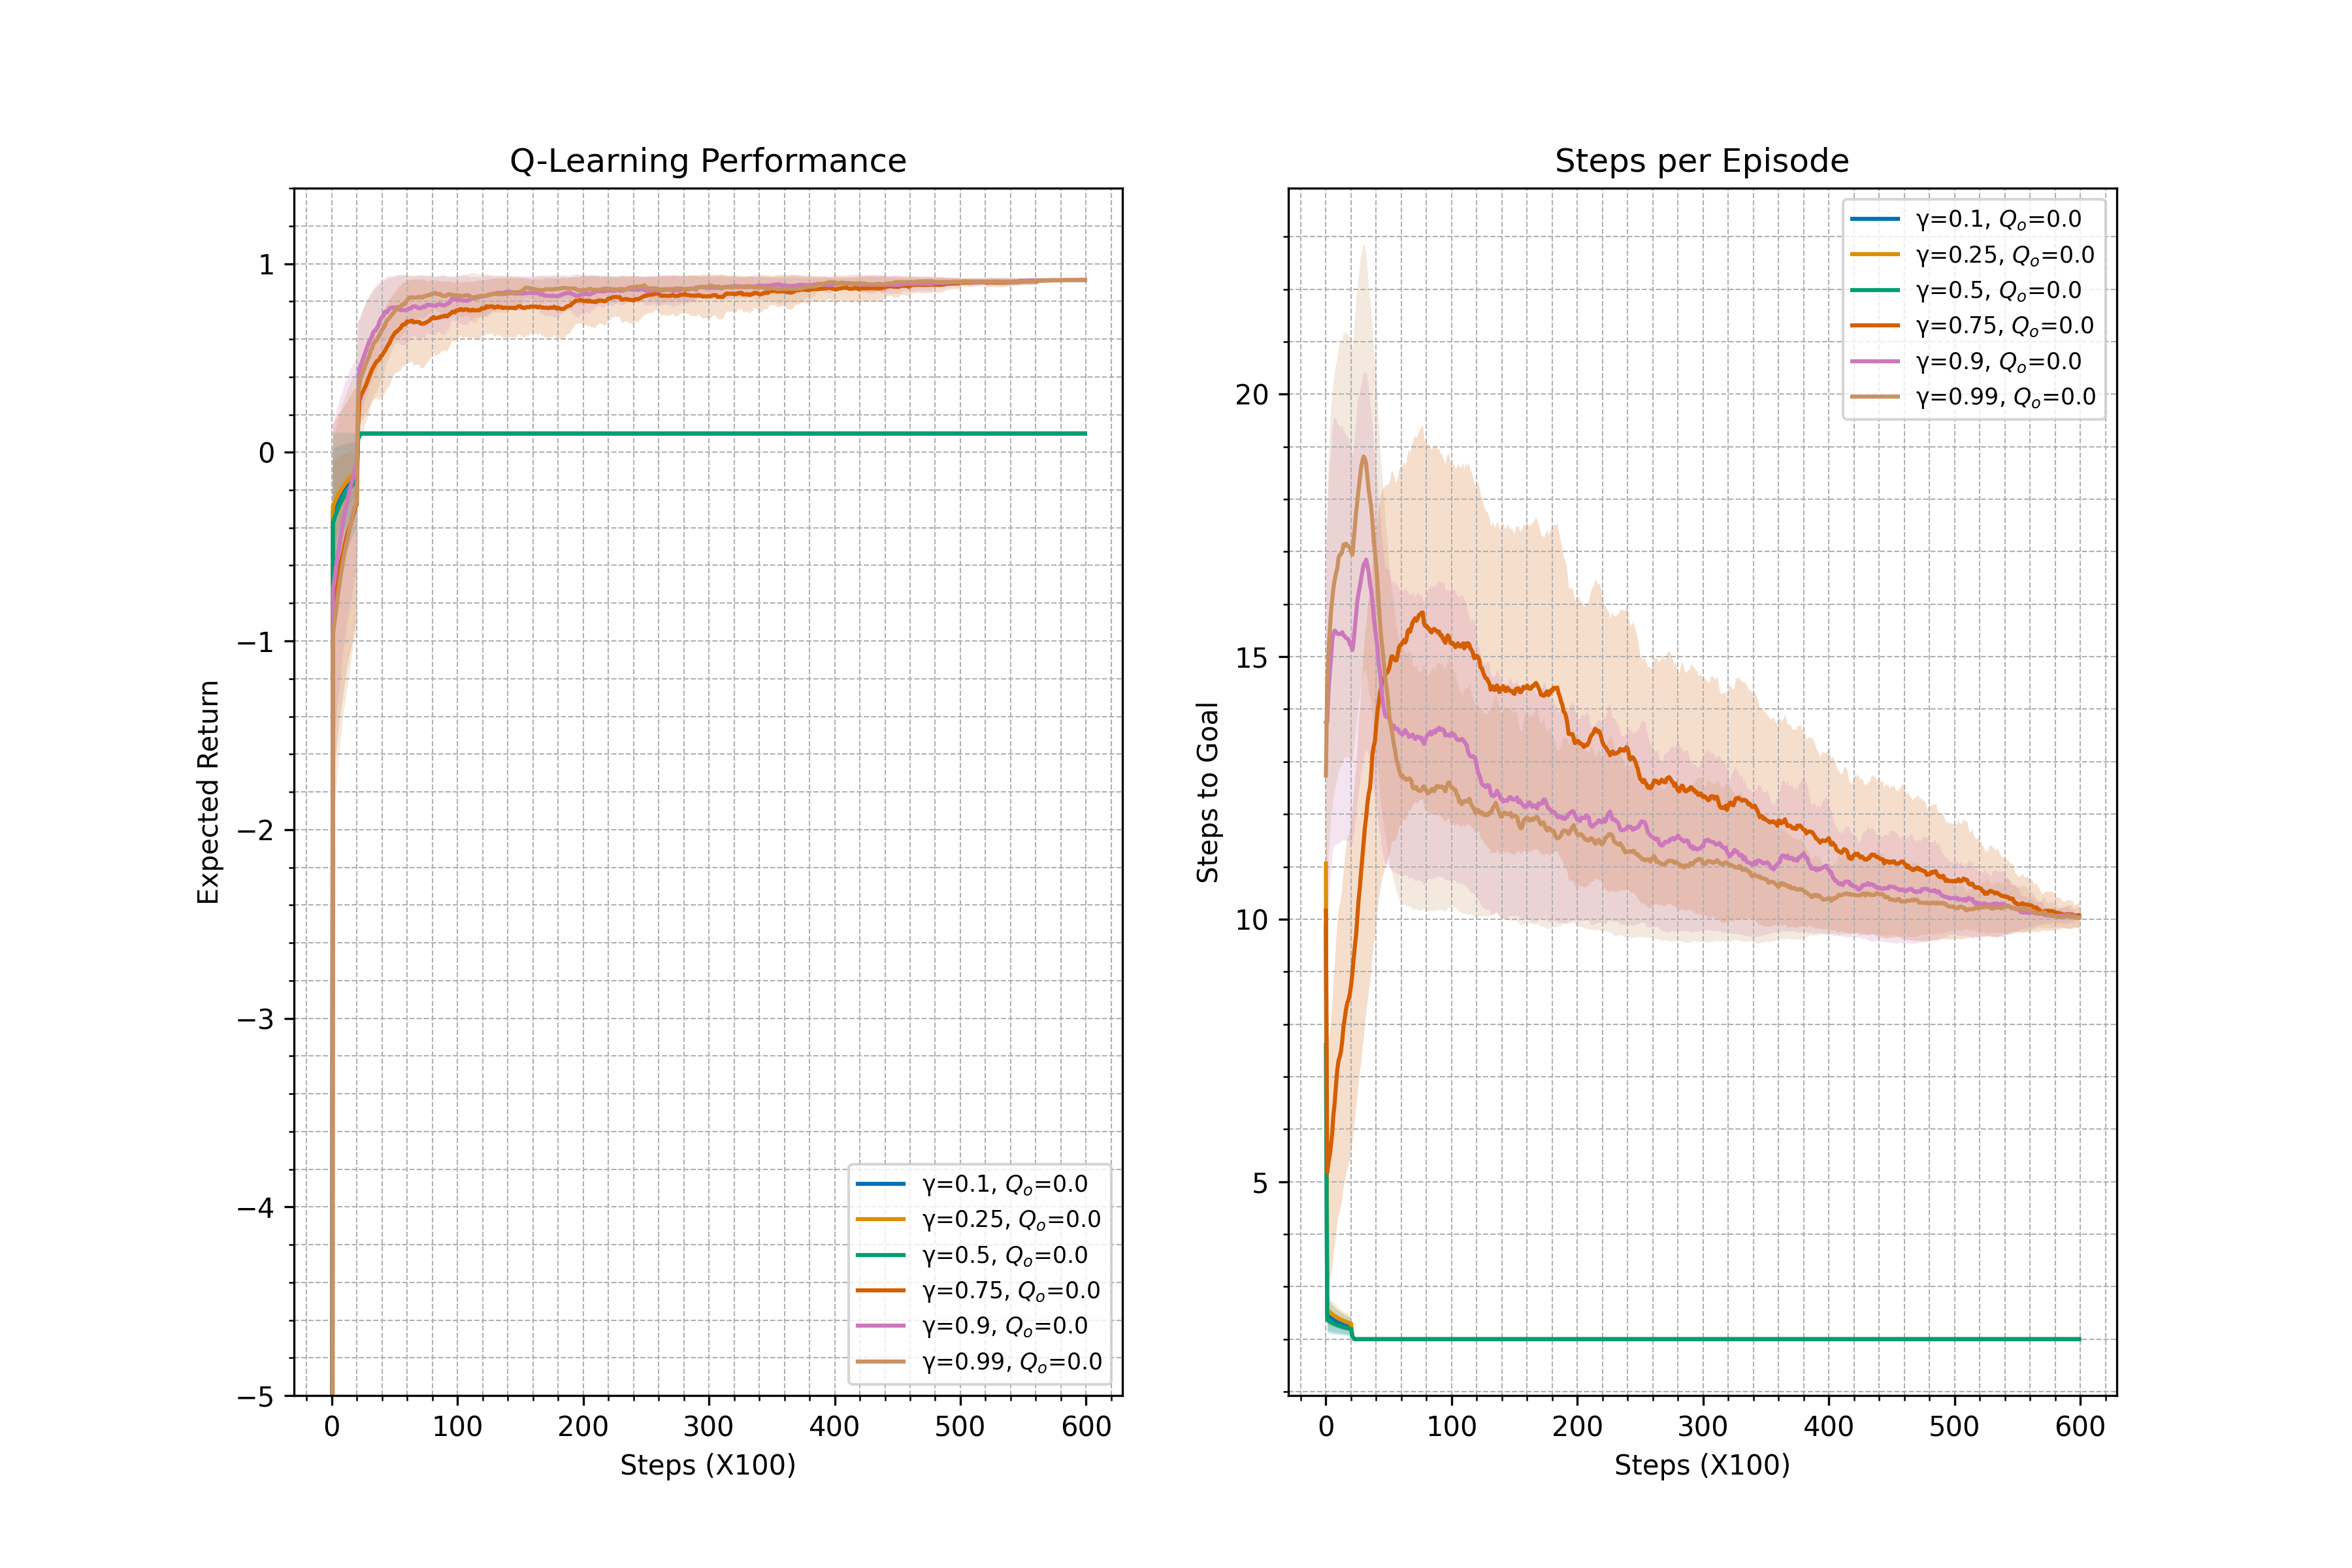 Q-Learning Performance
Expected Return
1
0
−1
−2
−3
−4
−5
0 100 200 300 400 500 600
Steps (X100)
γ=0.1, Qo=0.0
γ=0.25, Qo=0.0
γ=0.5, Qo=0.0
γ=0.75, Qo=0.0
γ=0.9, Qo=0.0
γ=0.99, Qo=0.0
Steps per Episode
Steps to Goal
20
15
10
5
0 100 200 300 400 500 600
Steps (X100)
γ=0.1, Qo=0.0
γ=0.25, Qo=0.0
γ=0.5, Qo=0.0
γ=0.75, Qo=0.0
γ=0.9, Qo=0.0
γ=0.99, Qo=0.0